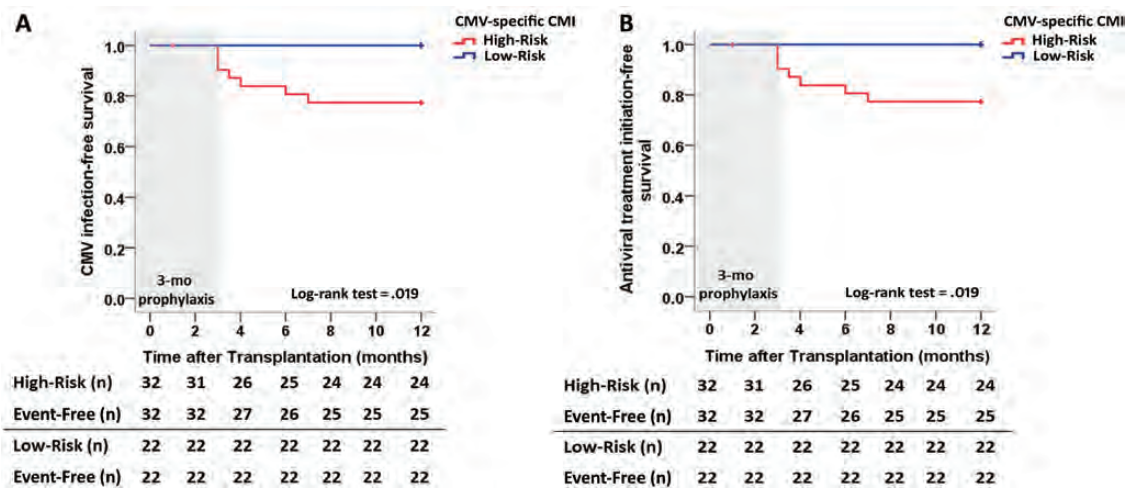 A
CMV-specific CMI
High-Risk
Low-Risk
CMV infection-free survival
1.0
0.8
0.6
0.4
0.2
0.0
3-mo
prophylaxis
Log-rank test = .019
0 2 4 6 8 10 12
Time after Transplantation (months)
High-Risk (n) 32 31 26 25 24 24 24
Event-Free (n) 32 32 27 26 25 25 25
Low-Risk (n) 22 22 22 22 22 22 22
Event-Free (n) 22 22 22 22 22 22 22
B
CMV-specific CMI
High-Risk
Low-Risk
Antiviral treatment initiation-free
survival
1.0
0.8
0.6
0.4
0.2
0.0
3-mo
prophylaxis
Log-rank test = .019
0 2 4 6 8 10 12
Time after Transplantation (months)
High-Risk (n) 32 31 26 25 24 24 24
Event-Free (n) 32 32 27 26 25 25 25
Low-Risk (n) 22 22 22 22 22 22 22
Event-Free (n) 22 22 22 22 22 22 22